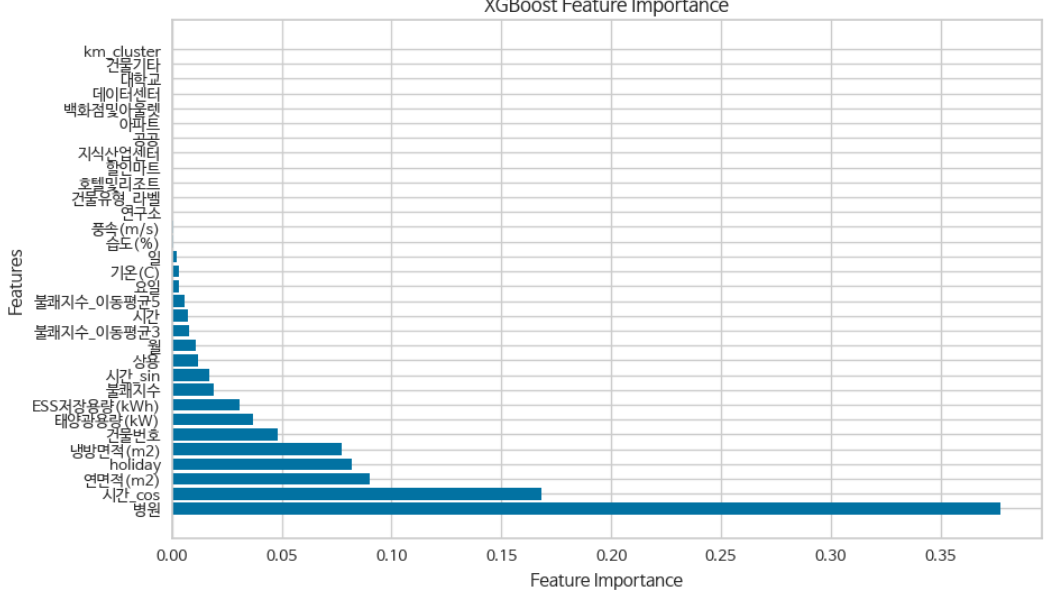 XGBoost Feature Importance
km_cluster
건물기타
대학교
데이터센터
백화점및아울렛
아파트
공공
지식산업센터
할인마트
호텔및리조트
건물유형_라벨
연구소
풍속(m/s)
습도(%)
일
기온(C)
요일
불쾌지수_이동평균5
시간
불쾌지수_이동평균3
월
상용
시간_sin
불쾌지수
ESS저장용량(kWh)
태양광용량(kW)
건물번호
냉방면적(m2)
holiday
연면적(m2)
시간_cos
병원
Features
0.00 0.05 0.10 0.15 0.20 0.25 0.30 0.35
Feature Importance